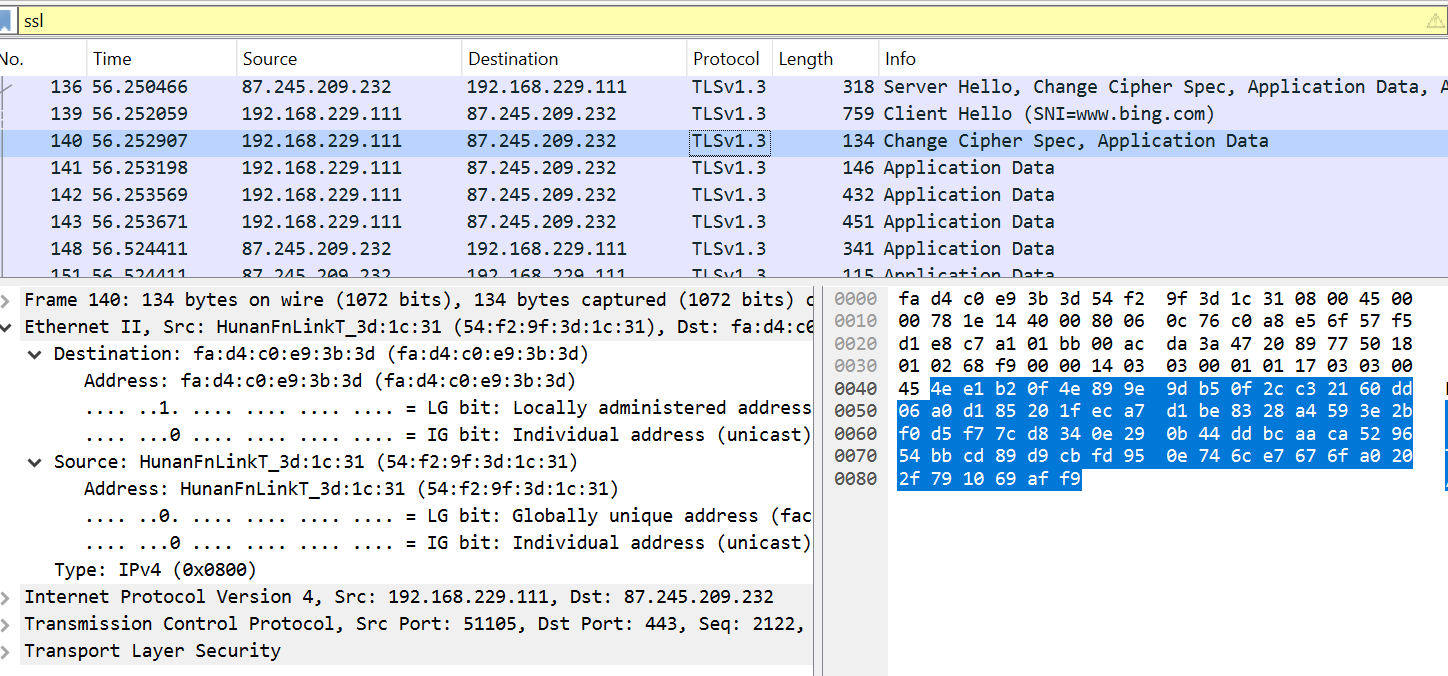 ssl
No. Time Source Destination Protocol Length Info
136 56.250466 87.245.209.232 192.168.229.111 TLSv1.3 318 Server Hello, Change Cipher Spec, Application Data, A
139 56.252059 192.168.229.111 87.245.209.232 TLSv1.3 759 Client Hello (SNI=www.bing.com)
140 56.252907 192.168.229.111 87.245.209.232 TLSv1.3 134 Change Cipher Spec, Application Data
141 56.253198 192.168.229.111 87.245.209.232 TLSv1.3 146 Application Data
142 56.253569 192.168.229.111 87.245.209.232 TLSv1.3 432 Application Data
143 56.253671 192.168.229.111 87.245.209.232 TLSv1.3 451 Application Data
148 56.524411 87.245.209.232 192.168.229.111 TLSv1.3 341 Application Data
151 56.524411 87.245.209.232 192.168.229.111 TLSv1.3 115 Application Data
Frame 140: 134 bytes on wire (1072 bits), 134 bytes captured (1072 bits) o
Ethernet II, Src: HunanFnLinkT_3d:1c:31 (54:f2:9f:3d:1c:31), Dst: fa:d4:c0
Destination: fa:d4:c0:e9:3b:3d (fa:d4:c0:e9:3b:3d)
Address: fa:d4:c0:e9:3b:3d (fa:d4:c0:e9:3b:3d)
.... ..1. .... .... .... .... = LG bit: Locally administered address
.... ...0 .... .... .... .... = IG bit: Individual address (unicast)
Source: HunanFnLinkT_3d:1c:31 (54:f2:9f:3d:1c:31)
Address: HunanFnLinkT_3d:1c:31 (54:f2:9f:3d:1c:31)
.... ..0. .... .... .... .... = LG bit: Globally unique address (fac
.... ...0 .... .... .... .... = IG bit: Individual address (unicast)
Type: IPv4 (0x0800)
Internet Protocol Version 4, Src: 192.168.229.111, Dst: 87.245.209.232
Transmission Control Protocol, Src Port: 51105, Dst Port: 443, Seq: 2122,
Transport Layer Security
0000 fa d4 c0 e9 3b 3d 54 f2 9f 3d 1c 31 08 00 45 00
0010 00 78 1e 14 40 00 80 06 0c 76 c0 a8 e5 6f 57 f5
0020 d1 e8 c7 a1 01 bb 00 ac da 3a 47 20 89 77 50 18
0030 01 02 68 f9 00 00 14 03 03 00 01 01 17 03 03 00
0040 45 4e e1 b2 0f 4e 89 9e 9d b5 0f 2c c3 21 60 dd
0050 06 a0 d1 85 20 1f ec a7 d1 be 83 28 a4 59 3e 2b
0060 f0 d5 f7 7c d8 34 0e 29 0b 44 dd bc aa ca 52 96
0070 54 bb cd 89 d9 cb fd 95 0e 74 6c e7 67 6f a0 20
0080 2f 79 10 69 af f9